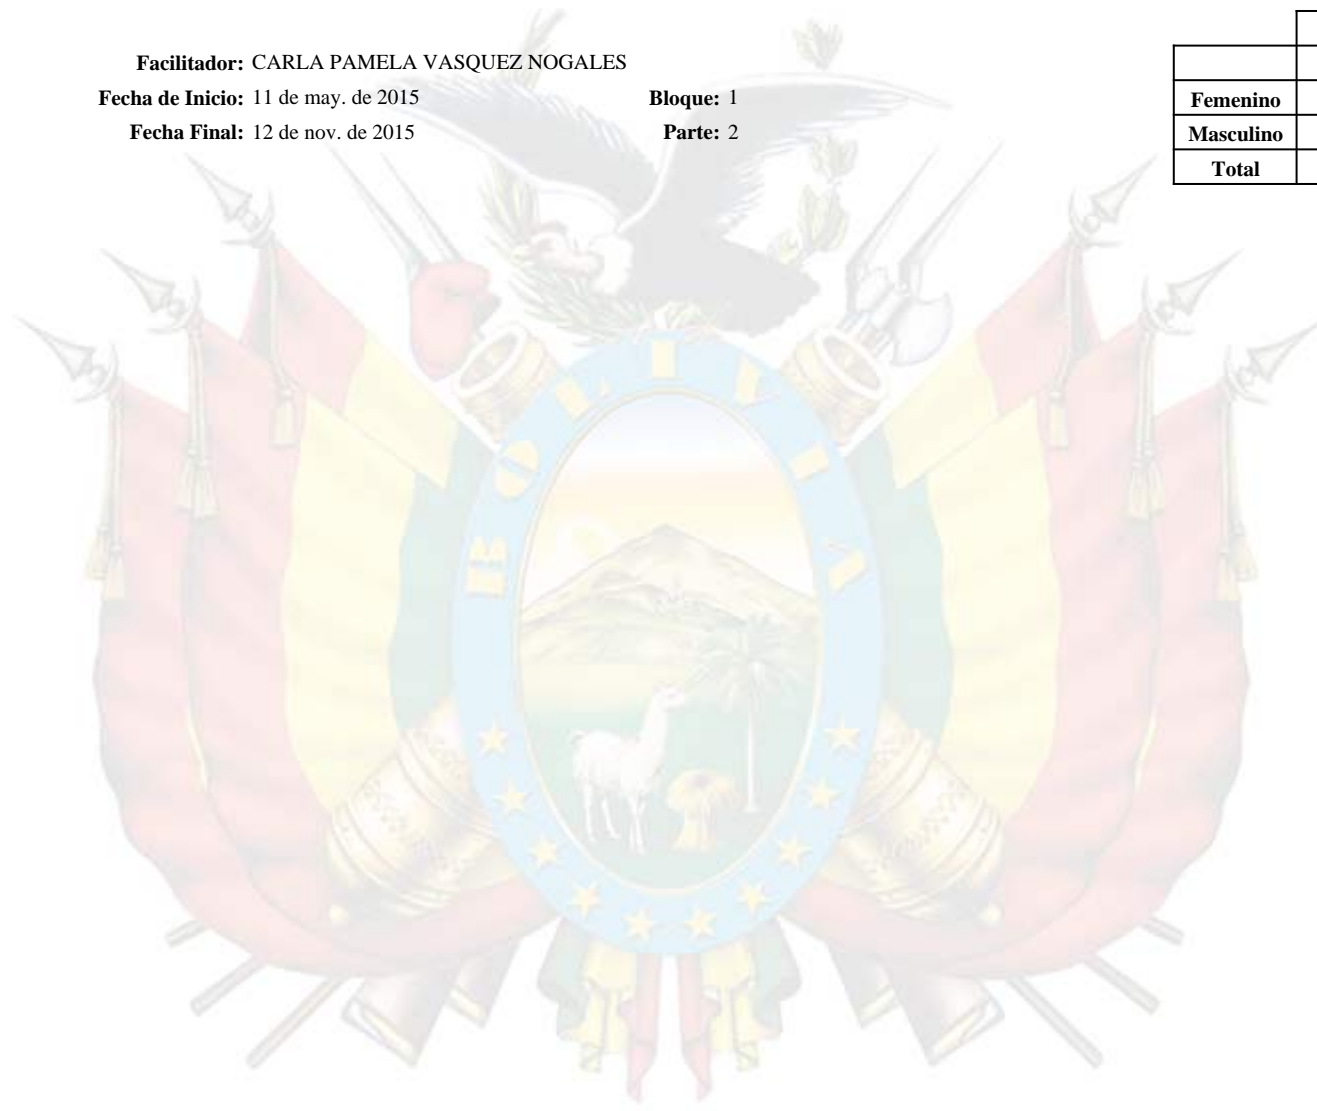 Facilitador: CARLA PAMELA VASQUEZ NOGALES
Fecha de Inicio: 11 de may. de 2015 Bloque: 1
Fecha Final: 12 de nov. de 2015 Parte: 2
Femenino
Masculino
Total
BOLIVIA